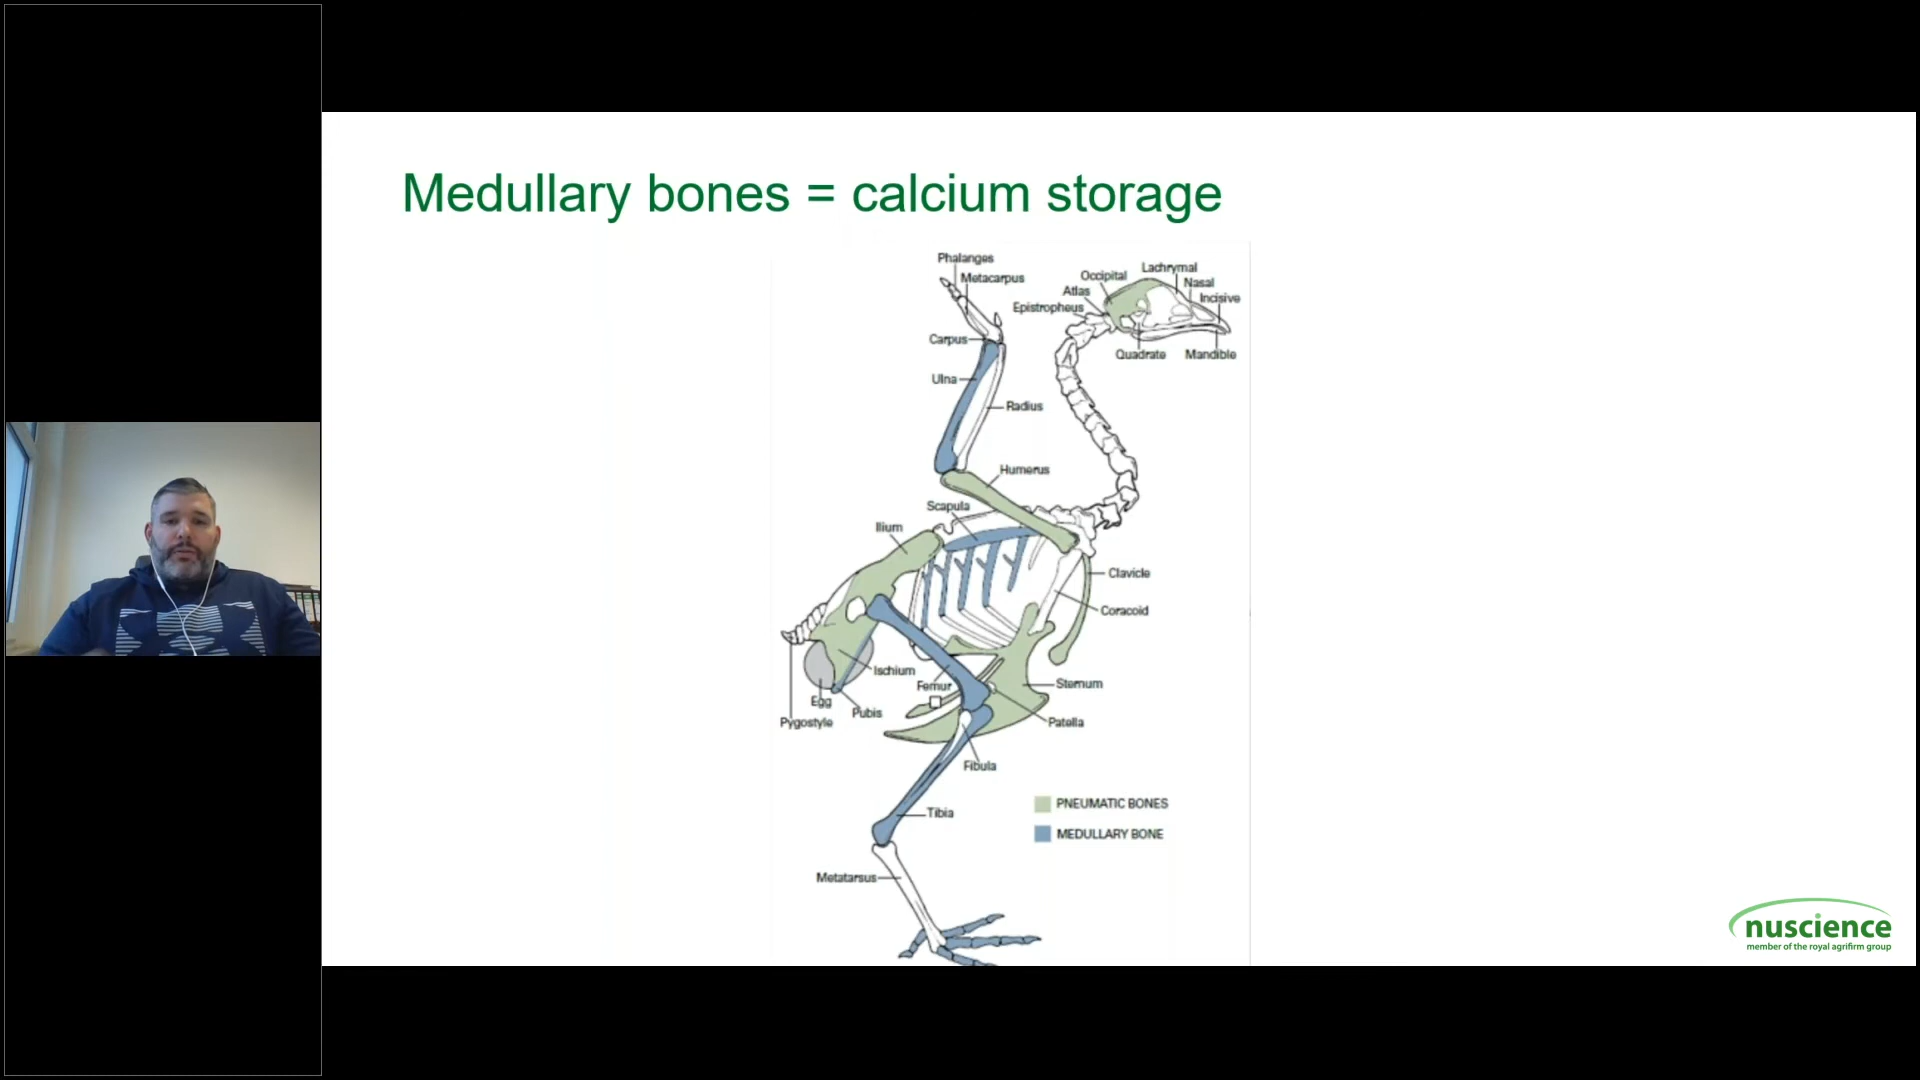 Medullary bones = calcium storage
Phalanges
Metacarpus
Carpus
Ulna
Radius
Humerus
Scapula
Ilium
Occipital
Lachrymal
Atlas
Nasal
Epistropheus
Incisive
Quadrate
Mandible
Clavicle
Coracoid
Ischium
Femur
Sternum
Egg
Pubis
Pygostyle
Patella
Fibula
Tibia
PNEUMATIC BONES
MEDULLARY BONE
Metatarsus
nuscience
member of the royal agrifirm group